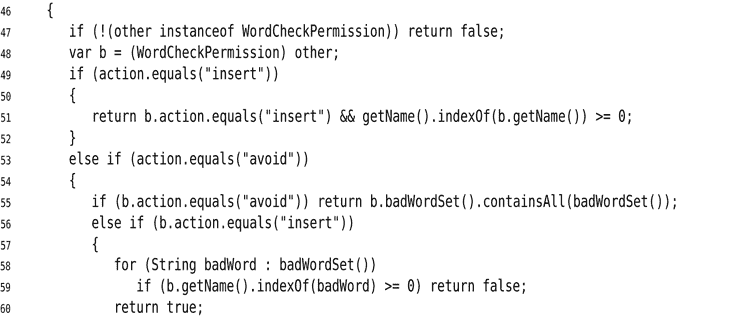 46    {
47       if (!(other instanceof WordCheckPermission)) return false;
48       var b = (WordCheckPermission) other;
49       if (action.equals("insert"))
50       {
51          return b.action.equals("insert") && getName().indexOf(b.getName()) >= 0;
52       }
53       else if (action.equals("avoid"))
54       {
55          if (b.action.equals("avoid")) return b.badWordSet().containsAll(badWordSet());
56          else if (b.action.equals("insert"))
57          {
58             for (String badWord : badWordSet())
59                if (b.getName().indexOf(badWord) >= 0) return false;
60             return true;